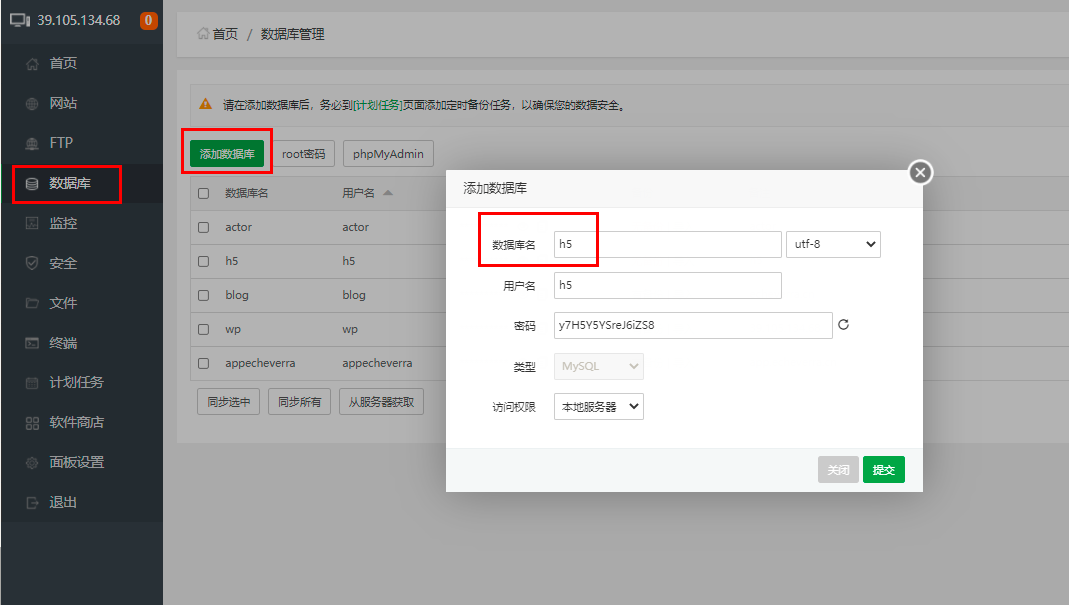 39.105.134.68 0
首页
网站
FTP
数据库
监控
安全
文件
终端
计划任务
软件商店
面板设置
退出
首页 / 数据库管理
请在添加数据库后，务必到[计划任务]页面添加定时备份任务，以确保您的数据安全。
添加数据库 root密码 phpMyAdmin
数据库名 用户名
actor actor
h5 h5
blog blog
wp wp
appecheverra appecheverra
同步选中 同步所有 从服务器获取
添加数据库
数据库名 h5 utf-8
用户名 h5
密码 y7H5Y5YSreJ6iZS8
类型 MySQL
访问权限 本地服务器
关闭 提交